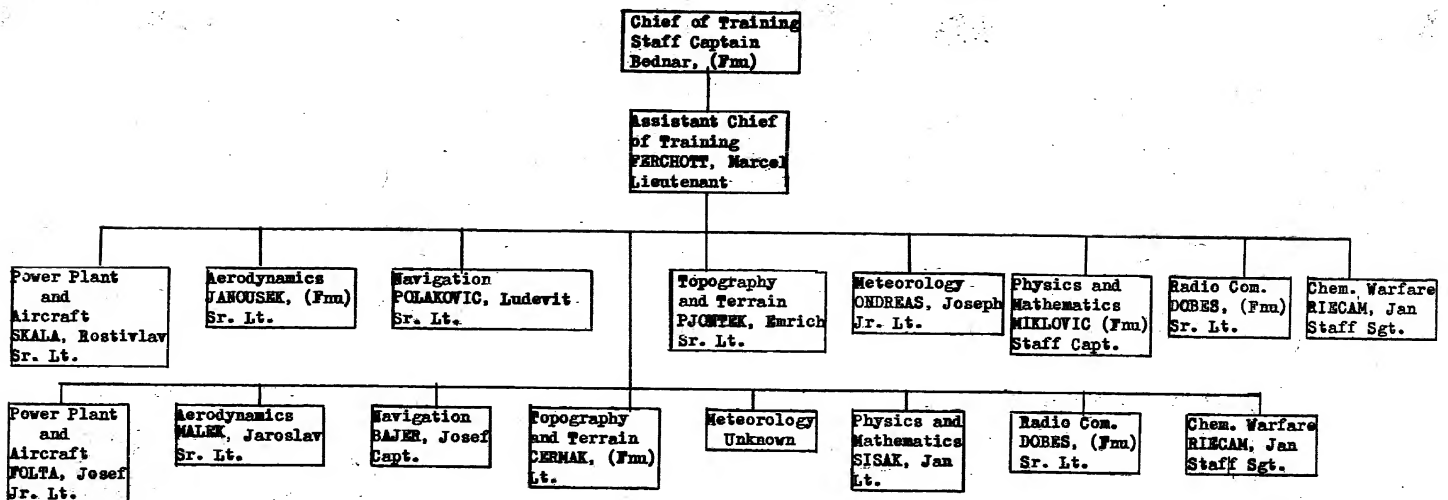 Chief of Training
Staff Captain
Bednar, (Fnu)
Assistant Chief
of Training
FERCHOTT, Marcel
Lieutenant
Power Plant
and
Aircraft
SKALA, Rostivlav
Sr. Lt.
Aerodynamics
JANOUSEK, (Fnu)
Sr. Lt.
Navigation
POLAKOVIC, Ludevit
Sr. Lt.
Topography
and Terrain
PJONTEK, Emrich
Sr. Lt.
Meteorology
ONDREAS, Joseph
Jr. Lt.
Physics and
Mathematics
MIKLOVIC (Fnu)
Staff Capt.
Radio Com.
DOBES, (Fnu)
Sr. Lt.
Chem. Warfare
RIECAM, Jan
Staff Sgt.
Power Plant
and
Aircraft
FOLTA, Josef
Jr. Lt.
Aerodynamics
MALEK, Jaroslav
Sr. Lt.
Navigation
BAJER, Josef
Capt.
Topography
and Terrain
CERMAK, (Fnu)
Lt.
Meteorology
Unknown
Physics and
Mathematics
SISAK, Jan
Lt.
Radio Com.
DOBES, (Fnu)
Sr. Lt.
Chem. Warfare
RIECAM, Jan
Staff Sgt.